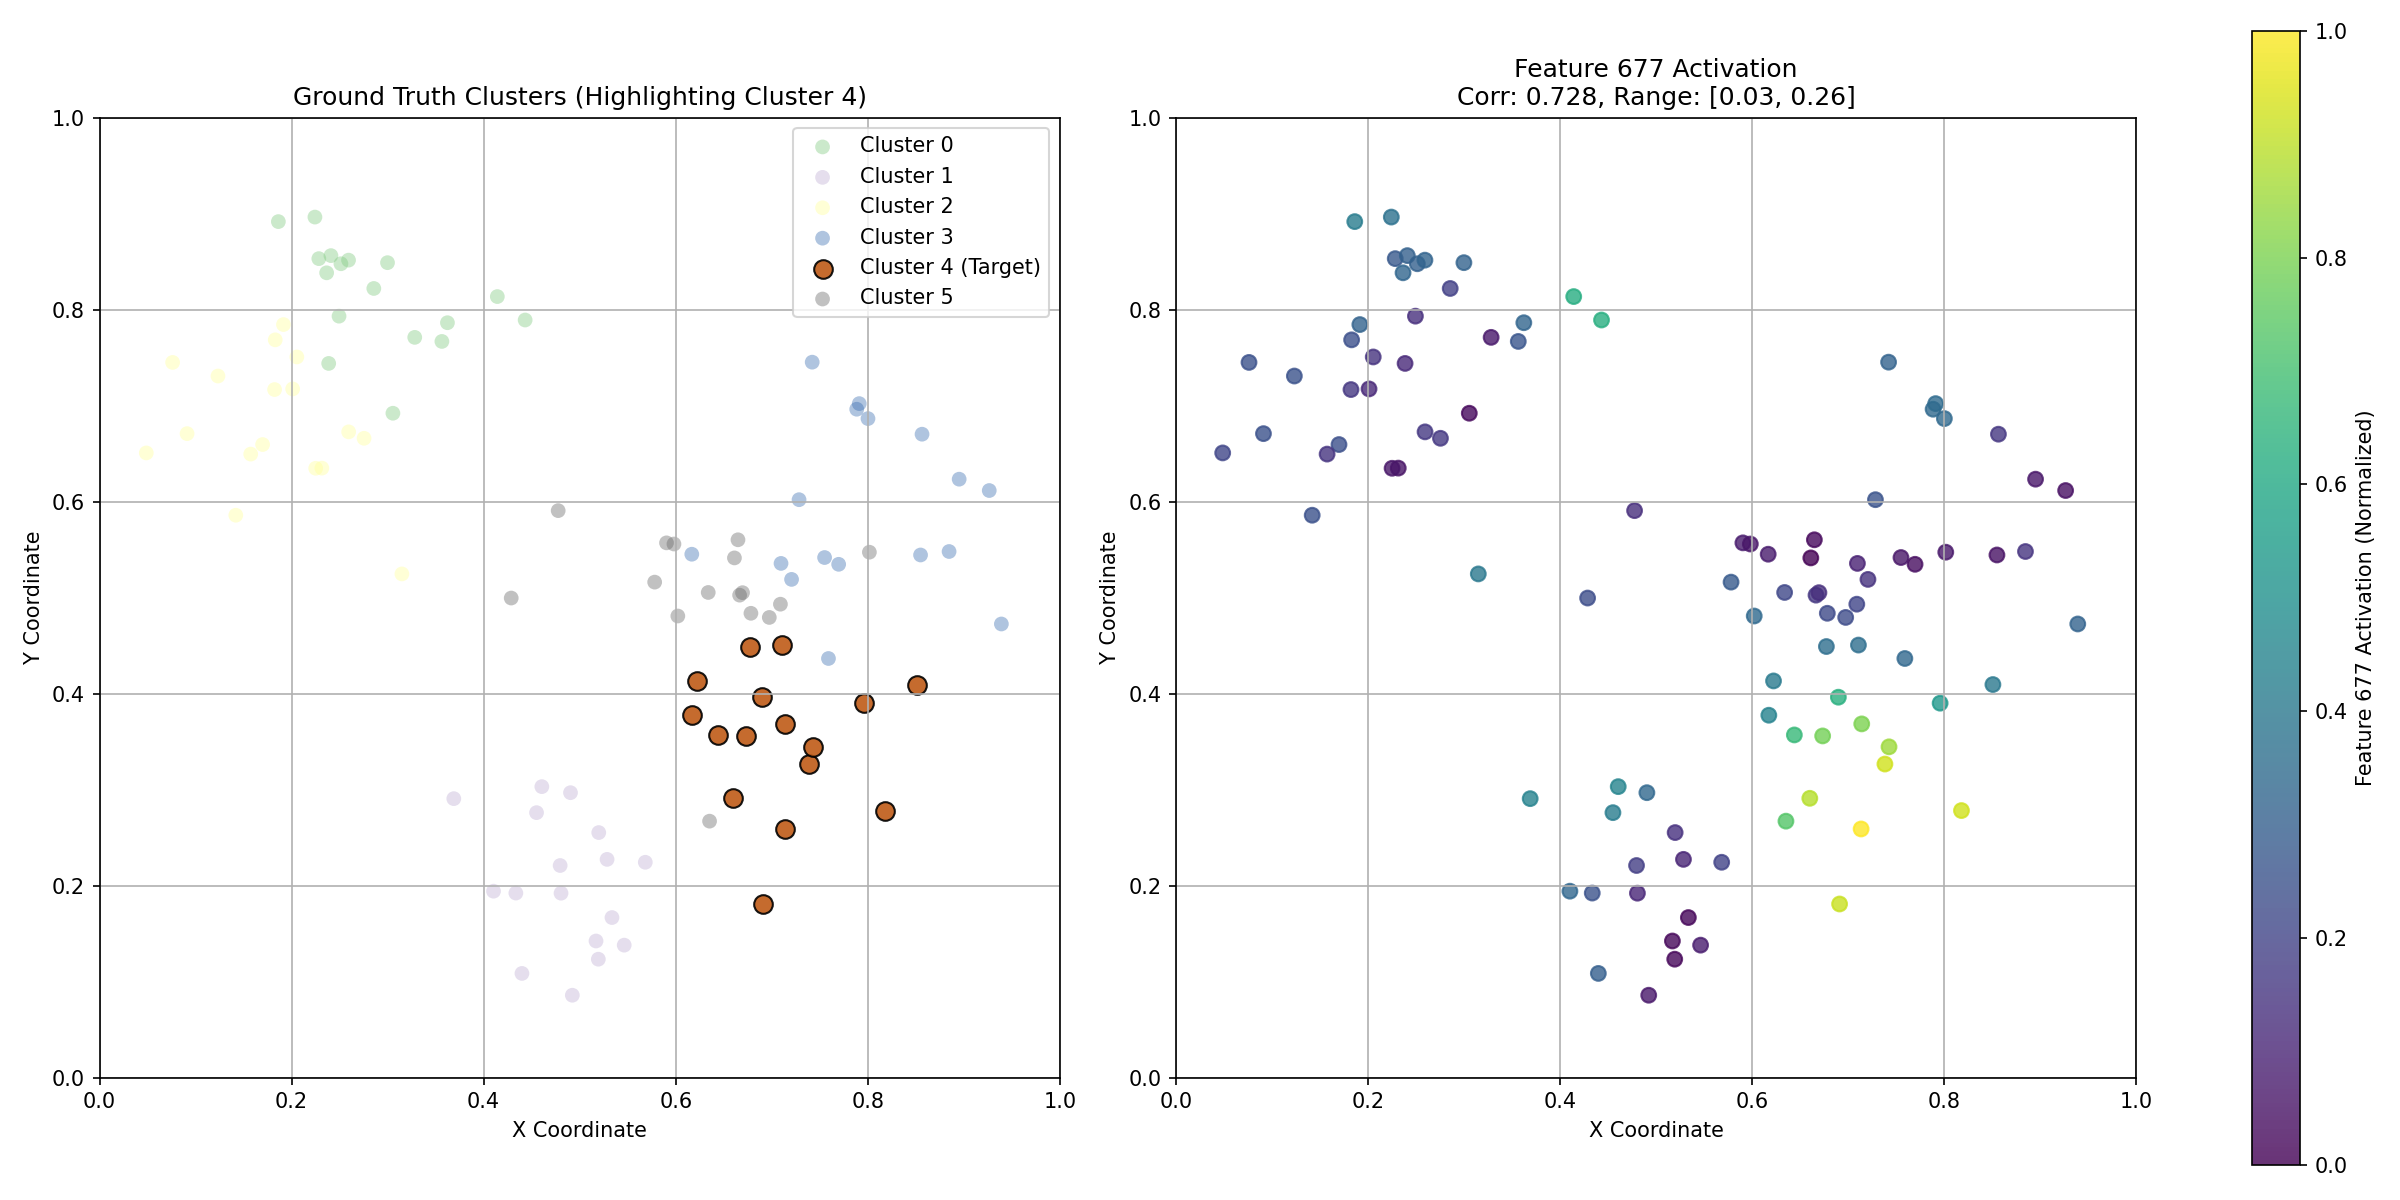 Ground Truth Clusters (Highlighting Cluster 4)
1.0
0.8
0.6
0.4
0.2
0.0
Y Coordinate
0.0 0.2 0.4 0.6 0.8 1.0
X Coordinate
Cluster 0
Cluster 1
Cluster 2
Cluster 3
Cluster 4 (Target)
Cluster 5
Feature 677 Activation
Corr: 0.728, Range: [0.03, 0.26]
1.0
0.8
0.6
0.4
0.2
0.0
Y Coordinate
0.0 0.2 0.4 0.6 0.8 1.0
X Coordinate
1.0
0.8
0.6
0.4
0.2
0.0
Feature 677 Activation (Normalized)